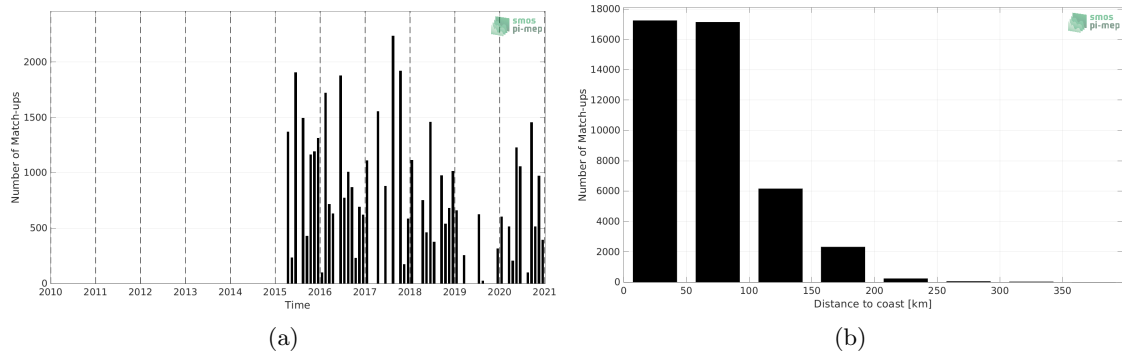 smos
pi-mep
2000
1500
1000
500
0
2010 2011 2012 2013 2014 2015 2016 2017 2018 2019 2020 2021
Number of Match-ups
Time
(a)
smos
pi-mep
18000
16000
14000
12000
10000
8000
6000
4000
2000
0
0 50 100 150 200 250 300 350
Number of Match-ups
Distance to coast [km]
(b)